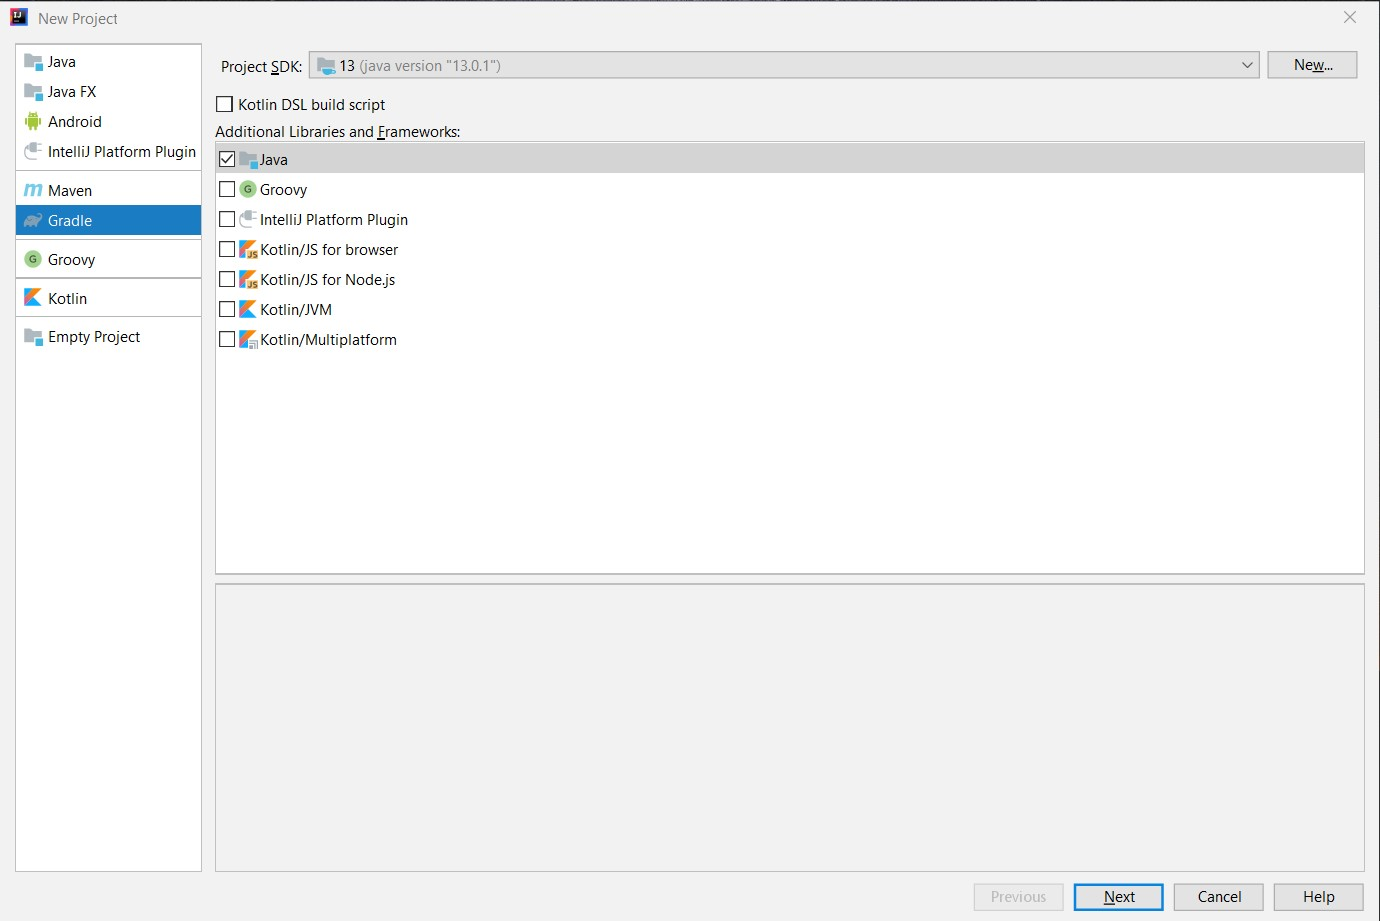 New Project
Java
Java FX
Android
IntelliJ Platform Plugin
Maven
Gradle
Groovy
Kotlin
Empty Project
Project SDK: 13 (java version "13.0.1") New...
Kotlin DSL build script
Additional Libraries and Frameworks:
Java
Groovy
IntelliJ Platform Plugin
Kotlin/JS for browser
Kotlin/JS for Node.js
Kotlin/JVM
Kotlin/Multiplatform
Previous Next Cancel Help